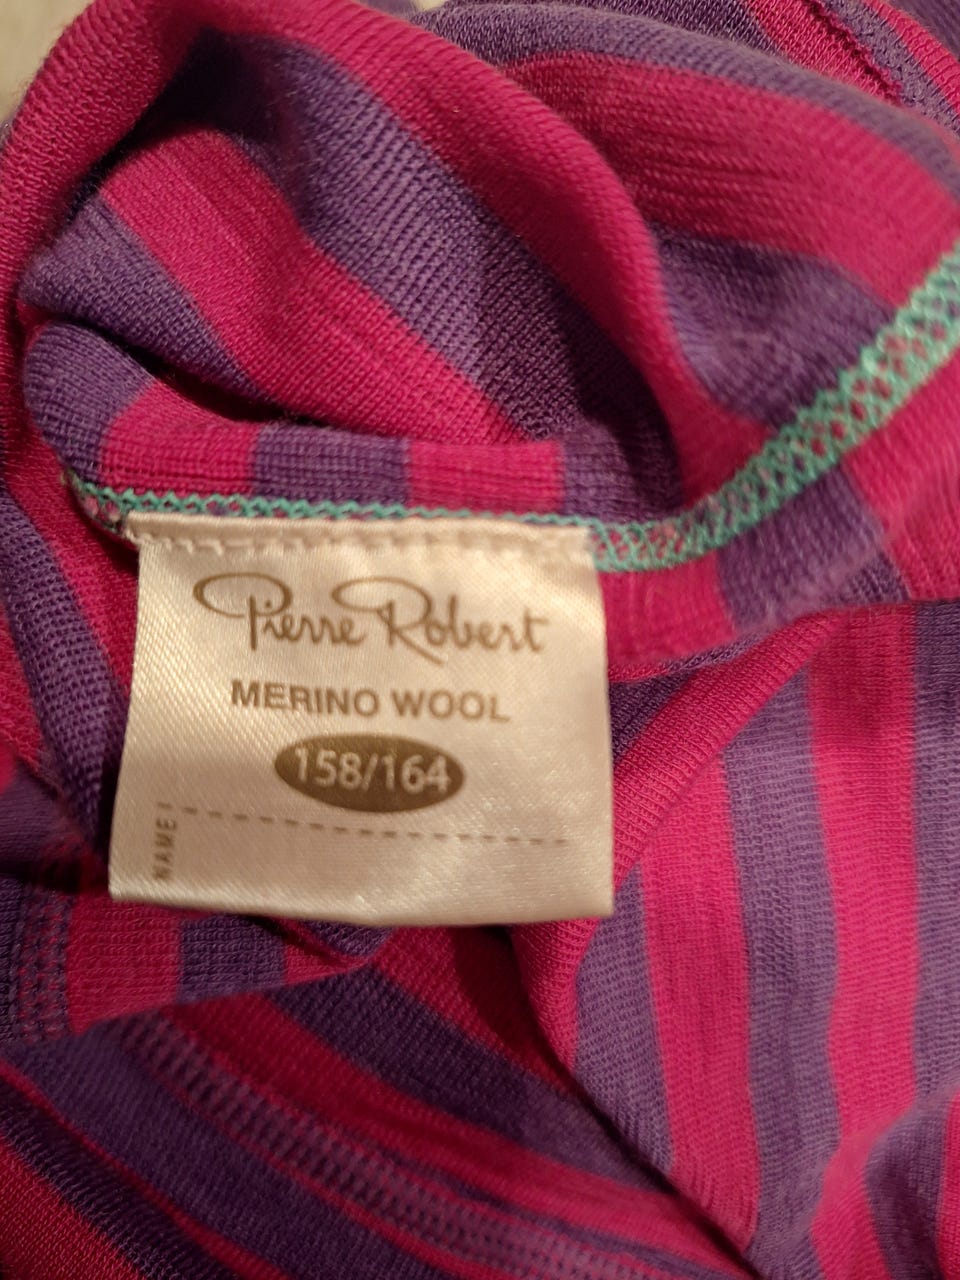 Pierre Robert
MERINO WOOL
158/164
NAME